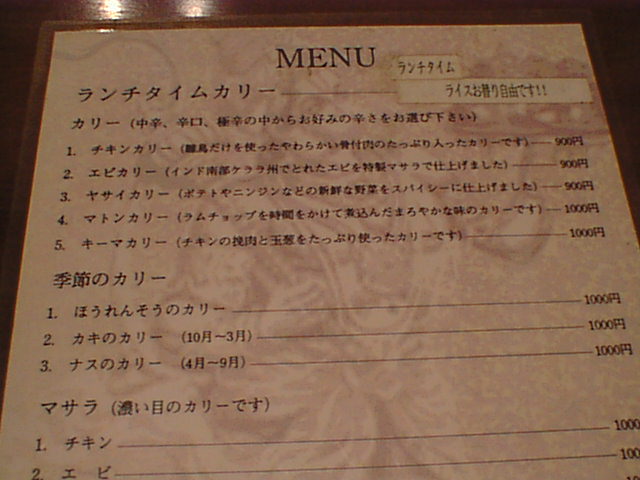 MENU
ランチタイム
ランチタイムカリー
ライスお替り自由です!!
カリー（中辛、辛口、極辛の中からお好みの辛さをお選び下さい）
1. チキンカリー（雛鳥だけを使ったやわらかい骨付肉のたっぷり入ったカリーです） 900円
2. エビカリー（インド南部ケララ州でとれたエビを特製マサラで仕上げました） 900円
3. ヤサイカリー（ポテトやニンジンなどの新鮮な野菜をスパイシーに仕上げました） 900円
4. マトンカリー（ラムチョップを時間をかけて煮込んだまろやかな味のカリーです） 1000円
5. キーマカリー（チキンの挽肉と玉葱をたっぷり使ったカリーです） 1000円
季節のカリー
1. ほうれんそうのカリー 1000円
2. カキのカリー （10月〜3月） 1000円
3. ナスのカリー （4月〜9月） 1000円
マサラ（濃い目のカリーです）
1. チキン 1000
2. エ ビ 100